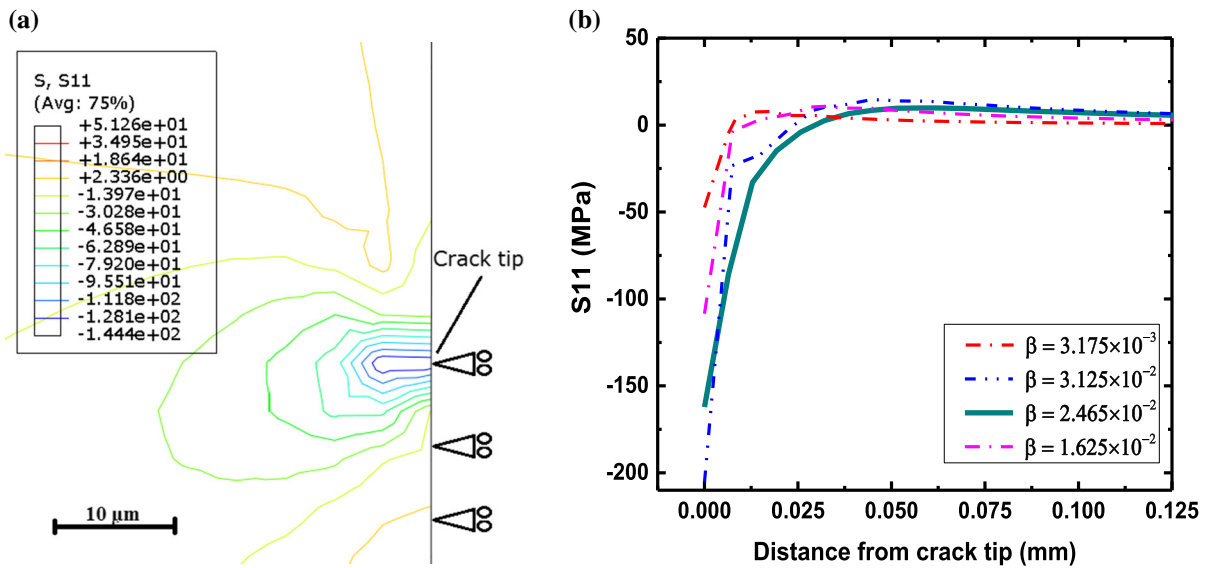 (a)
S, S11
(Avg: 75%)
+5.126e+01
+3.495e+01
+1.864e+01
+2.336e+00
-1.397e+01
-3.028e+01
-4.658e+01
-6.289e+01
-7.920e+01
-9.551e+01
-1.118e+02
-1.281e+02
-1.444e+02
Crack tip
10 μm
(b)
50
0
-50
-100
-150
-200
S11 (MPa)
β = 3.175×10⁻³
β = 3.125×10⁻²
β = 2.465×10⁻²
β = 1.625×10⁻²
0.000 0.025 0.050 0.075 0.100 0.125
Distance from crack tip (mm)